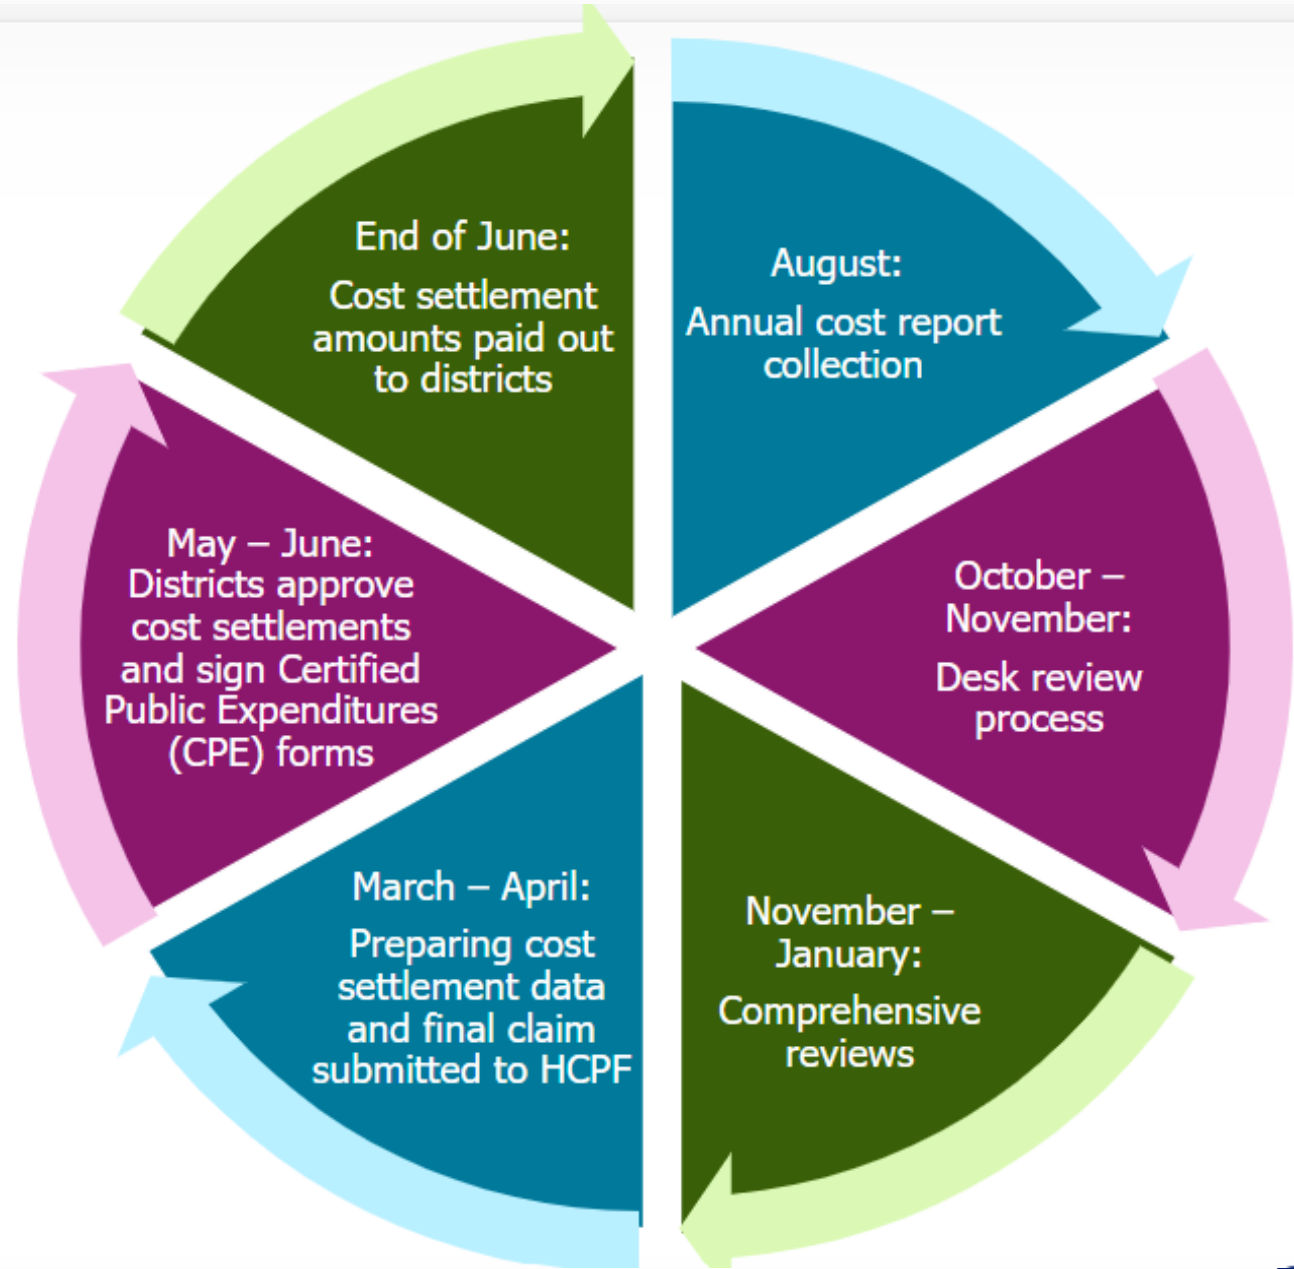 August:
Annual cost report
collection
October –
November:
Desk review
process
November –
January:
Comprehensive
reviews
March – April:
Preparing cost
settlement data
and final claim
submitted to HCPF
May – June:
Districts approve
cost settlements
and sign Certified
Public Expenditures
(CPE) forms
End of June:
Cost settlement
amounts paid out
to districts